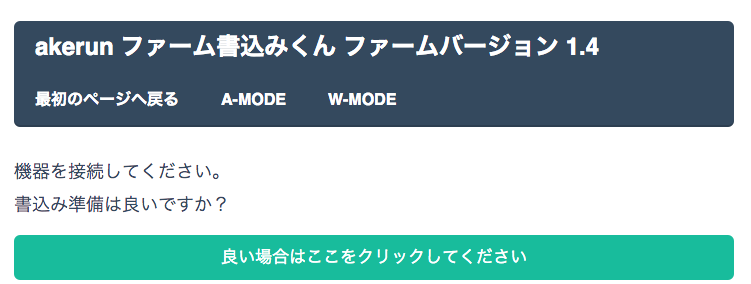 akerun ファーム書込みくん ファームバージョン 1.4
最初のページへ戻る A-MODE W-MODE
機器を接続してください。
書込み準備は良いですか？
良い場合はここをクリックしてください